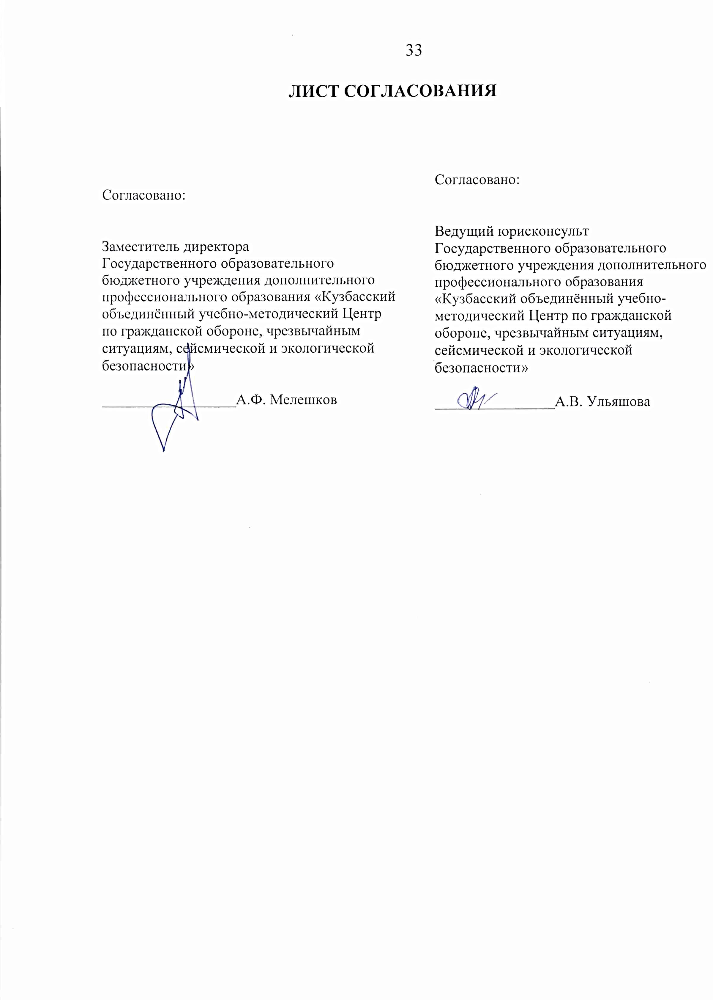 33
ЛИСТ СОГЛАСОВАНИЯ
Согласовано:
Заместитель директора
Государственного образовательного
бюджетного учреждения дополнительного
профессионального образования «Кузбасский
объединённый учебно-методический Центр
по гражданской обороне, чрезвычайным
ситуациям, сейсмической и экологической
безопасности»
____________________А.Ф. Мелешков
Согласовано:
Ведущий юрисконсульт
Государственного образовательного
бюджетного учреждения дополнительного
профессионального образования
«Кузбасский объединённый учебно-
методический Центр по гражданской
обороне, чрезвычайным ситуациям,
сейсмической и экологической
безопасности»
__________________А.В. Ульяшова